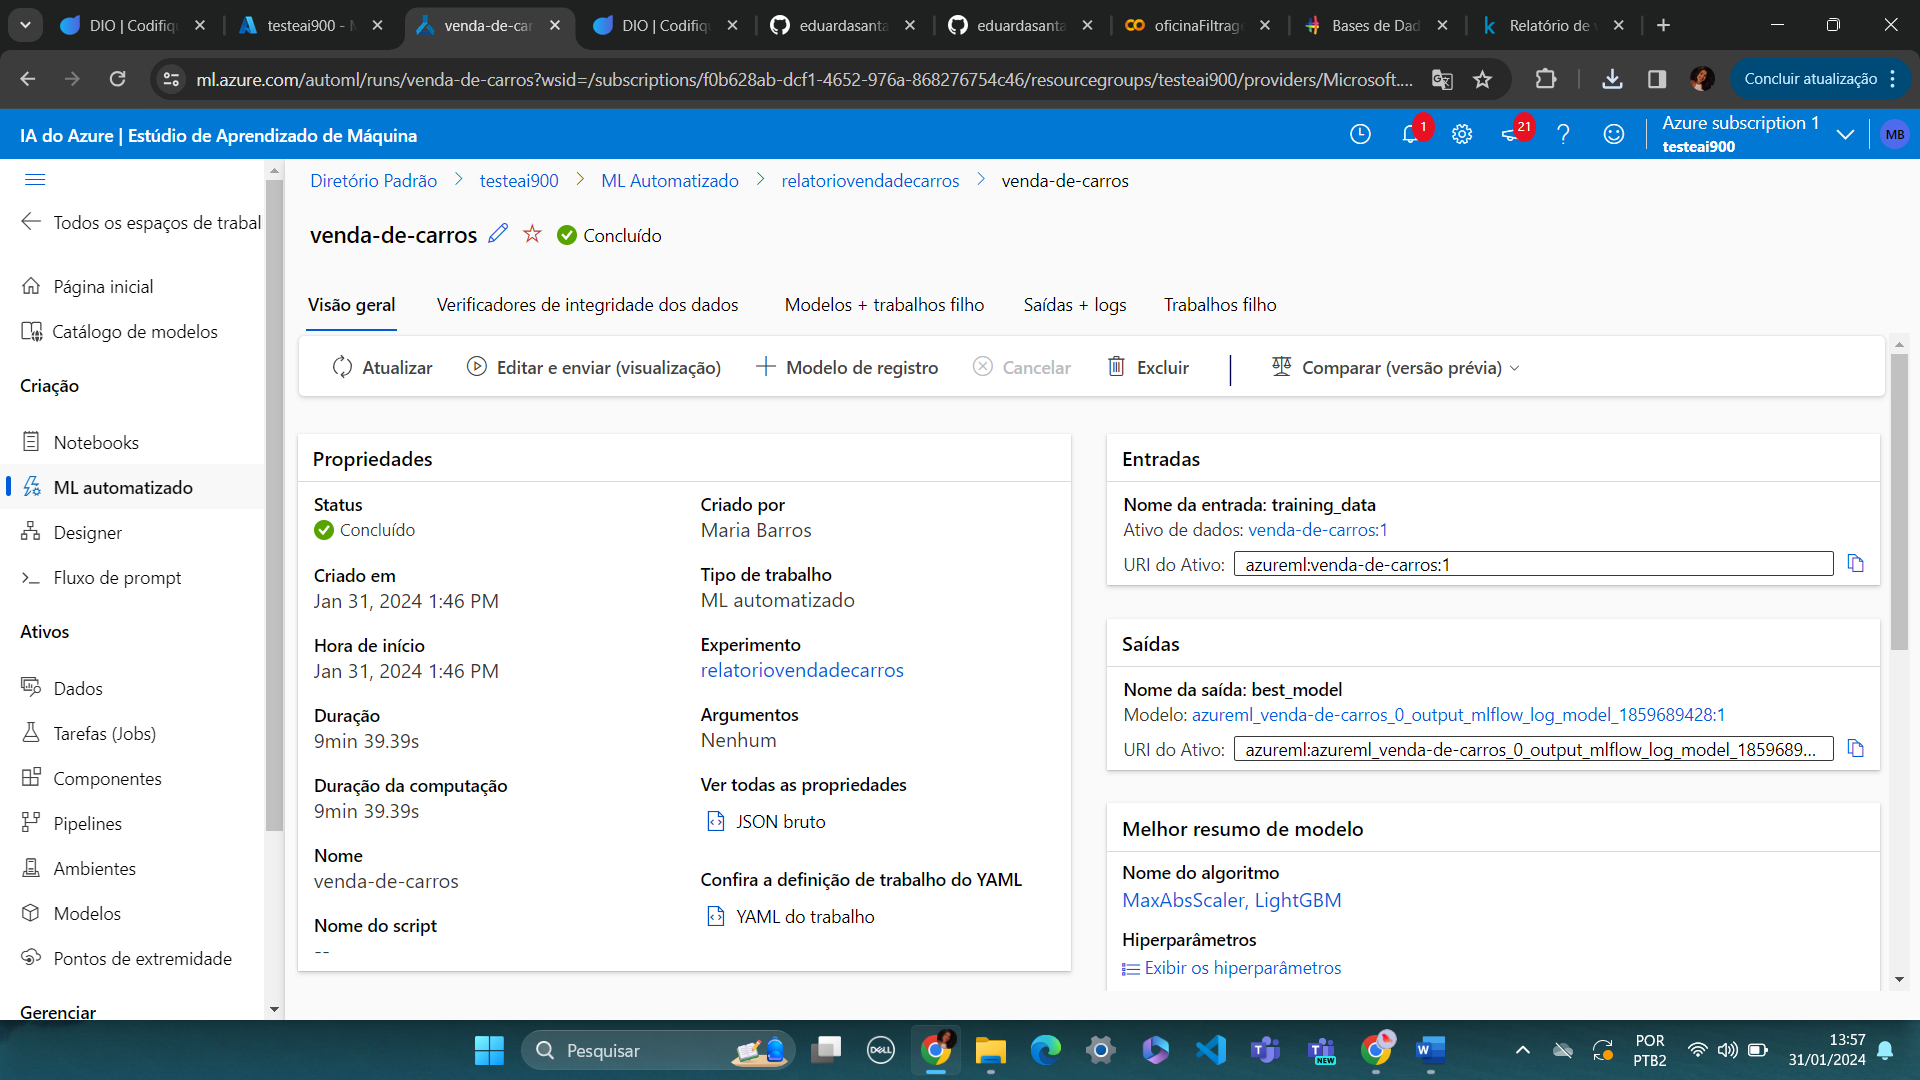 DIO | Codifiq
testeai900 - M
venda-de-car
DIO | Codifiq
eduardasanta
eduardasanta
oficinaFiltrag
Bases de Dad
Relatório de v
ml.azure.com/automl/runs/venda-de-carros?wsid=/subscriptions/f0b628ab-dcf1-4652-976a-868276754c46/resourcegroups/testeai900/providers/Microsoft....
Concluir atualização
IA do Azure | Estúdio de Aprendizado de Máquina
1
21
Azure subscription 1
testeai900
MB
Todos os espaços de trabal
Página inicial
Catálogo de modelos
Criação
Notebooks
ML automatizado
Designer
Fluxo de prompt
Ativos
Dados
Tarefas (Jobs)
Componentes
Pipelines
Ambientes
Modelos
Pontos de extremidade
Gerenciar
Diretório Padrão > testeai900 > ML Automatizado > relatoriovendadecarros > venda-de-carros
venda-de-carros
Concluído
Visão geral
Verificadores de integridade dos dados
Modelos + trabalhos filho
Saídas + logs
Trabalhos filho
Atualizar
Editar e enviar (visualização)
Modelo de registro
Cancelar
Excluir
Comparar (versão prévia)
Propriedades
Status
Concluído
Criado em
Jan 31, 2024 1:46 PM
Hora de início
Jan 31, 2024 1:46 PM
Duração
9min 39.39s
Duração da computação
9min 39.39s
Nome
venda-de-carros
Nome do script
--
Criado por
Maria Barros
Tipo de trabalho
ML automatizado
Experimento
relatoriovendadecarros
Argumentos
Nenhum
Ver todas as propriedades
JSON bruto
Confira a definição de trabalho do YAML
YAML do trabalho
Entradas
Nome da entrada: training_data
Ativo de dados: venda-de-carros:1
URI do Ativo: azureml:venda-de-carros:1
Saídas
Nome da saída: best_model
Modelo: azureml_venda-de-carros_0_output_mlflow_log_model_1859689428:1
URI do Ativo: azureml:azureml_venda-de-carros_0_output_mlflow_log_model_1859689...
Melhor resumo de modelo
Nome do algoritmo
MaxAbsScaler, LightGBM
Hiperparâmetros
Exibir os hiperparâmetros
Pesquisar
DELL
NEW
POR
PTB2
13:57
31/01/2024